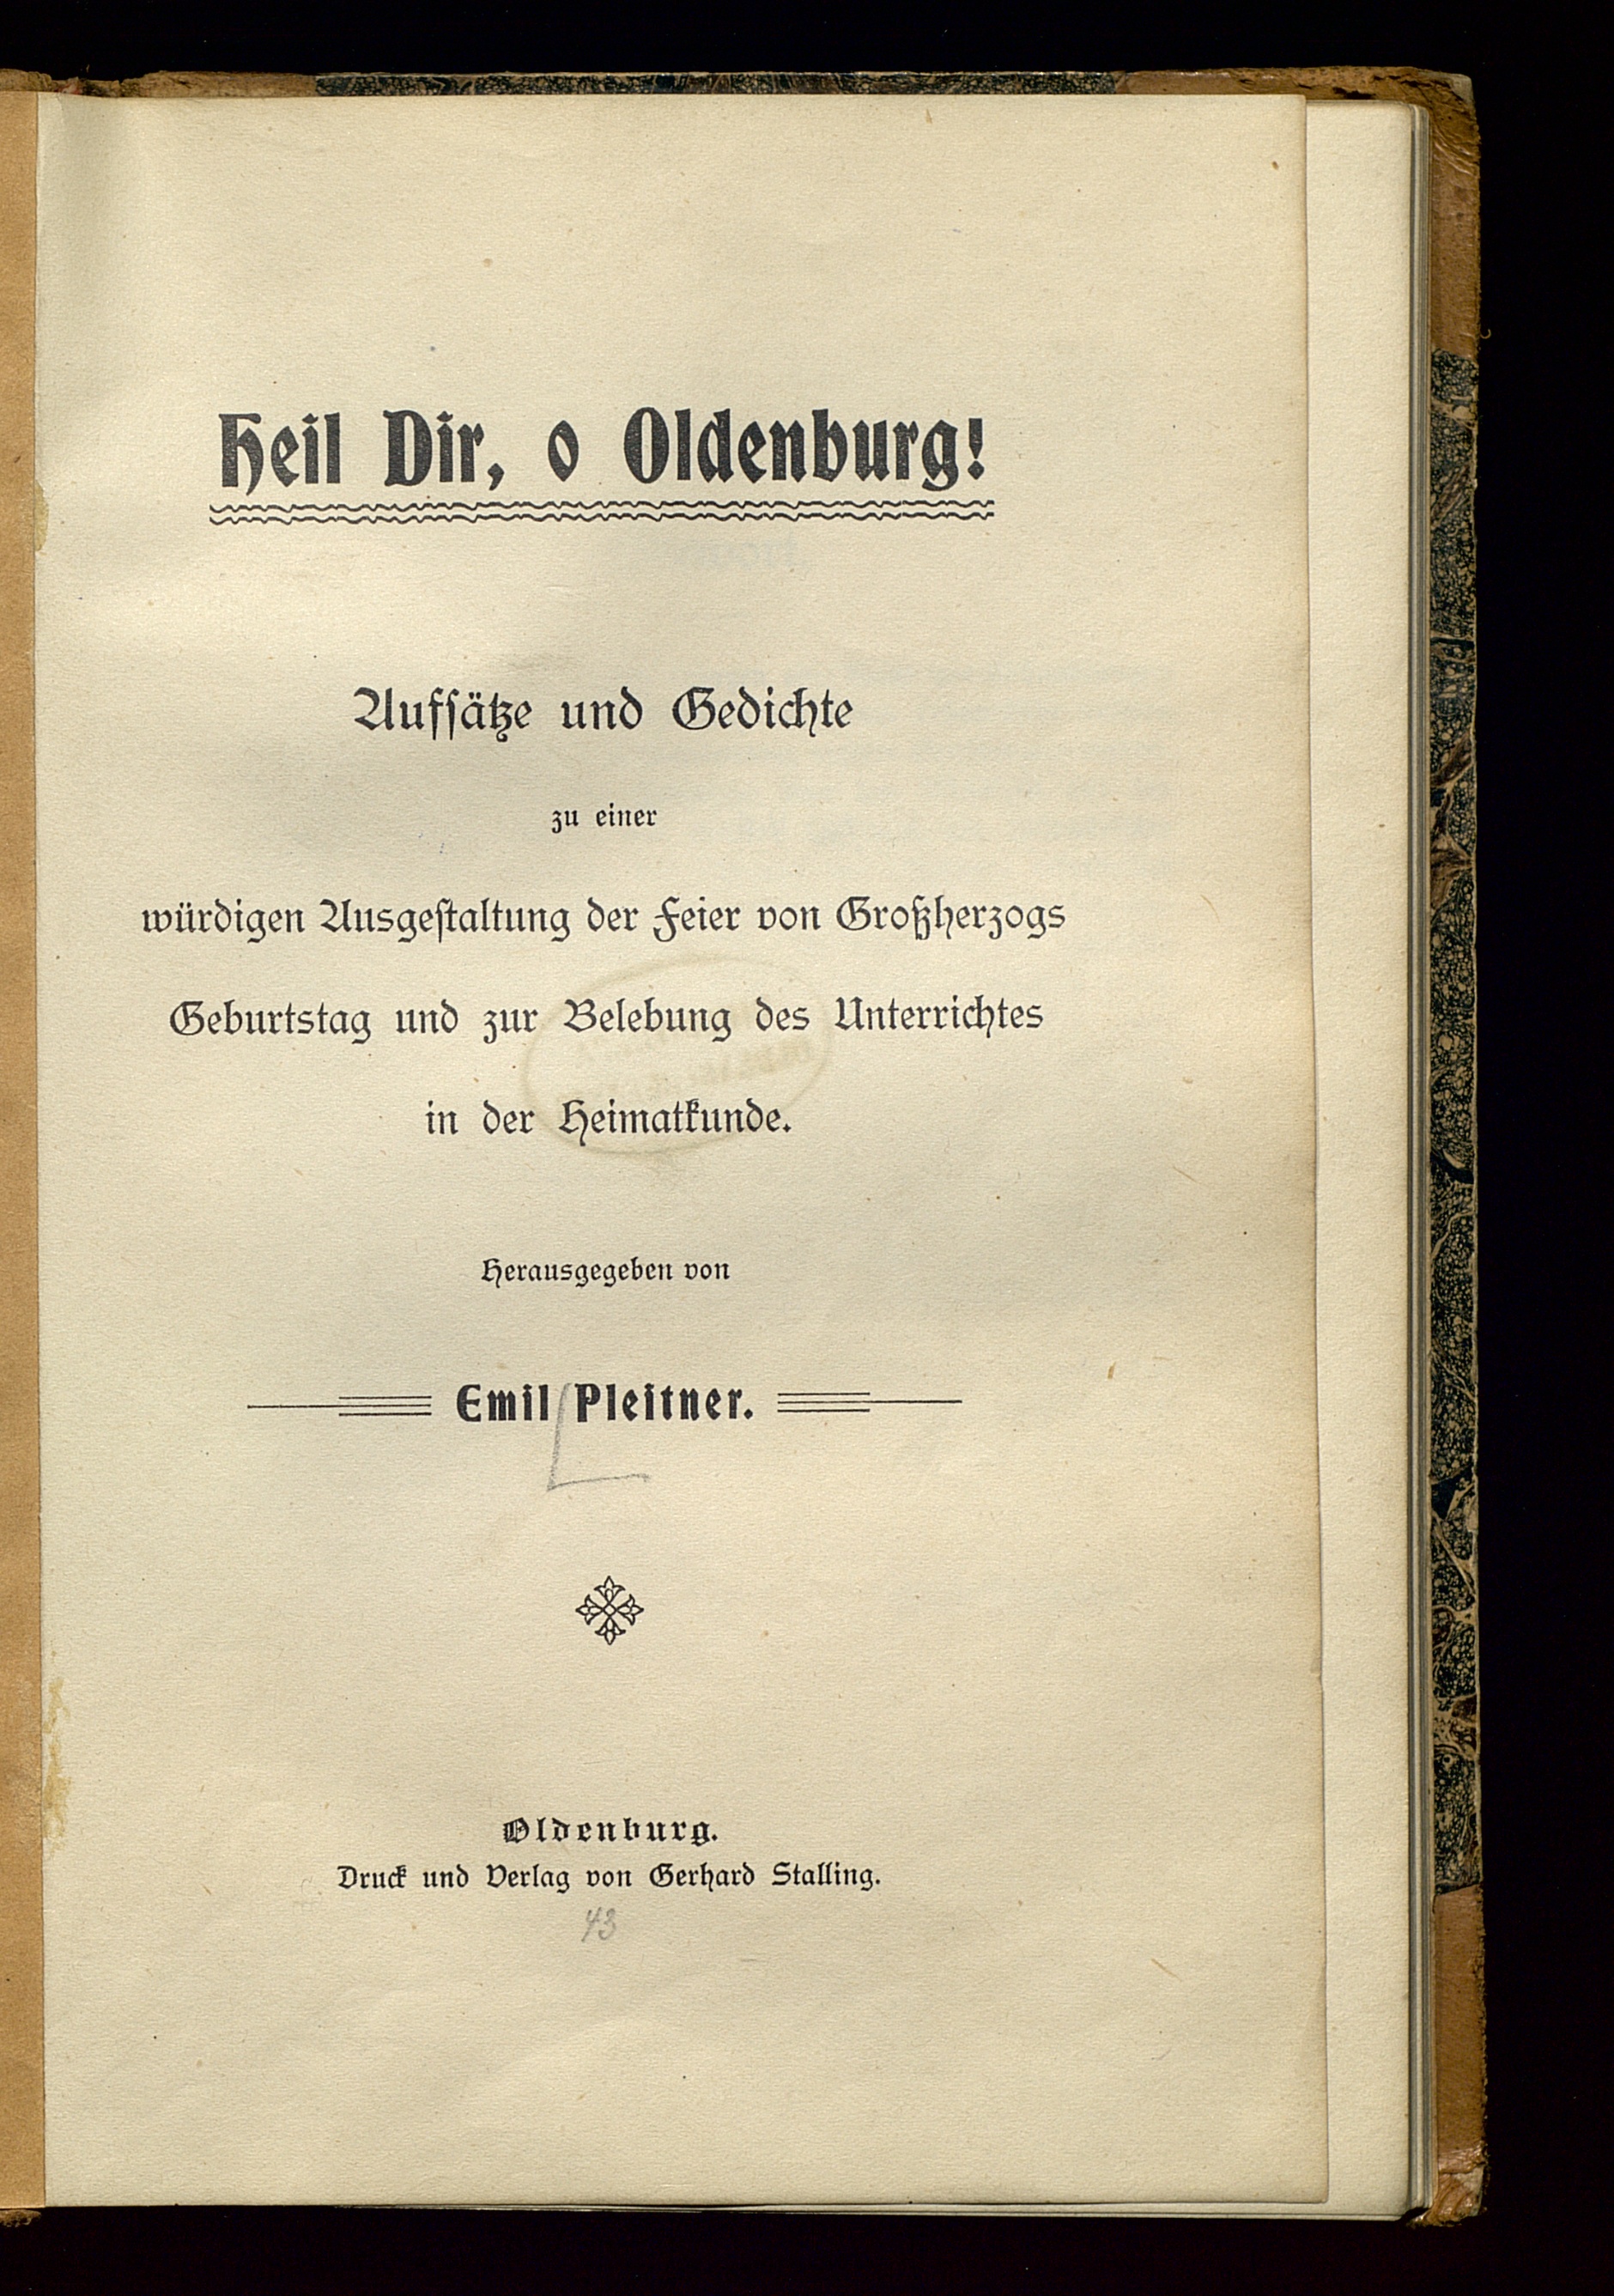 Heil Dir, o Oldenburg!
Aufsätze und Gedichte
zu einer
würdigen Ausgestaltung der Feier von Großherzogs
Geburtstag und zur Belebung des Unterrichtes
in der Heimatkunde.
Herausgegeben von
Emil Pleitner.
Oldenburg.
Druck und Verlag von Gerhard Stalling.
43